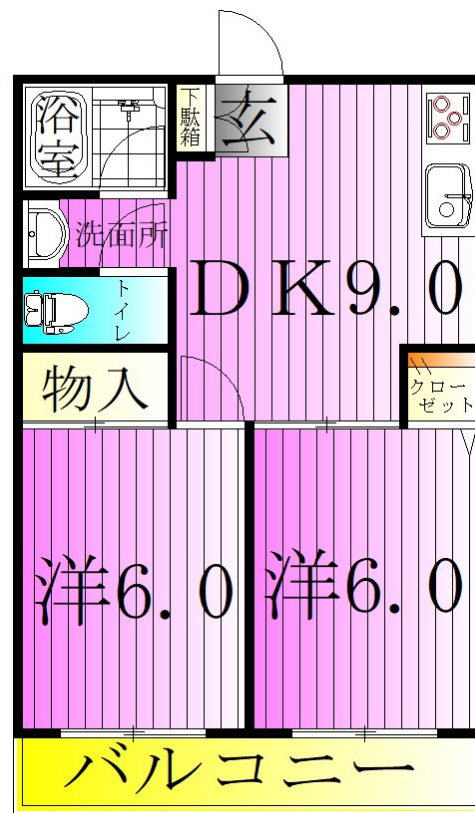 浴室
下駄箱
玄
洗面所
DK9.0
トイレ
物入
クローゼット
洋6.0
洋6.0
バルコニー